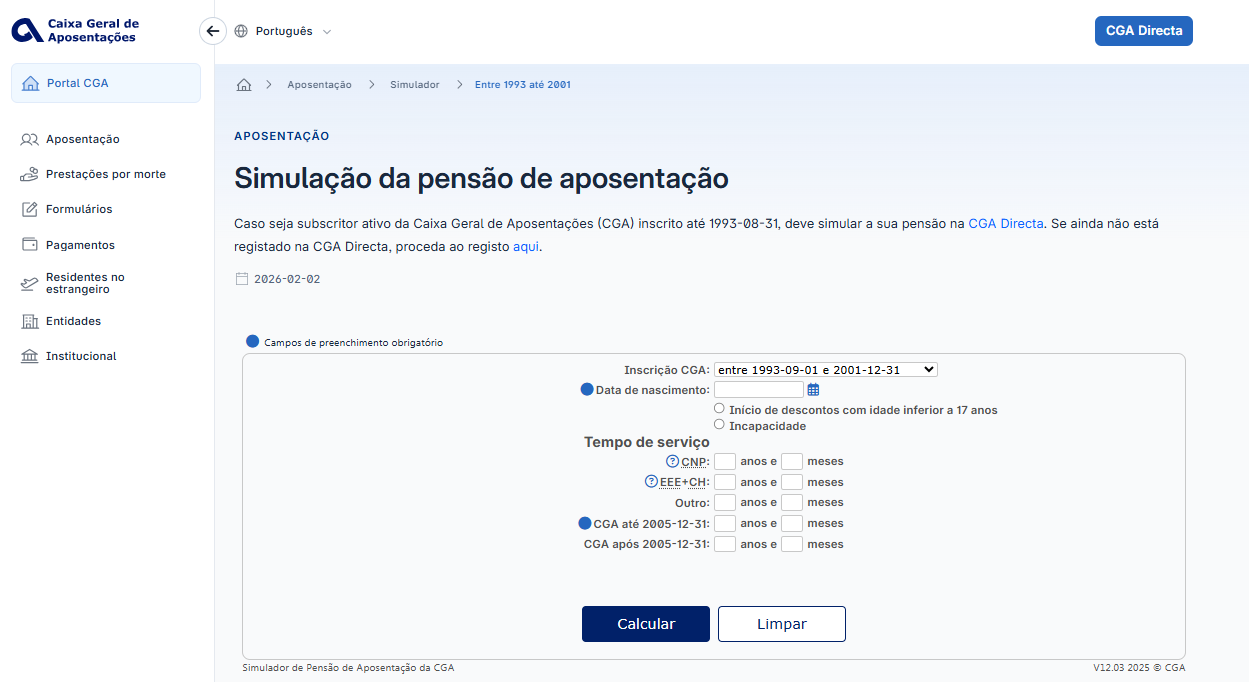 Caixa Geral de
Aposentações
Português
CGA Directa
Portal CGA
Aposentação
Prestações por morte
Formulários
Pagamentos
Residentes no
estrangeiro
Entidades
Institucional
Aposentação
Simulador
Entre 1993 até 2001
APOSENTAÇÃO
Simulação da pensão de aposentação
Caso seja subscritor ativo da Caixa Geral de Aposentações (CGA) inscrito até 1993-08-31, deve simular a sua pensão na CGA Directa. Se ainda não está
registado na CGA Directa, proceda ao registo aqui.
2026-02-02
Campos de preenchimento obrigatório
Inscrição CGA: entre 1993-09-01 e 2001-12-31
Data de nascimento:
Início de descontos com idade inferior a 17 anos
Incapacidade
Tempo de serviço
? CNP: anos e meses
? EEE+CH: anos e meses
Outro: anos e meses
CGA até 2005-12-31: anos e meses
CGA após 2005-12-31: anos e meses
Calcular Limpar
Simulador de Pensão de Aposentação da CGA
V12.03 2025 © CGA